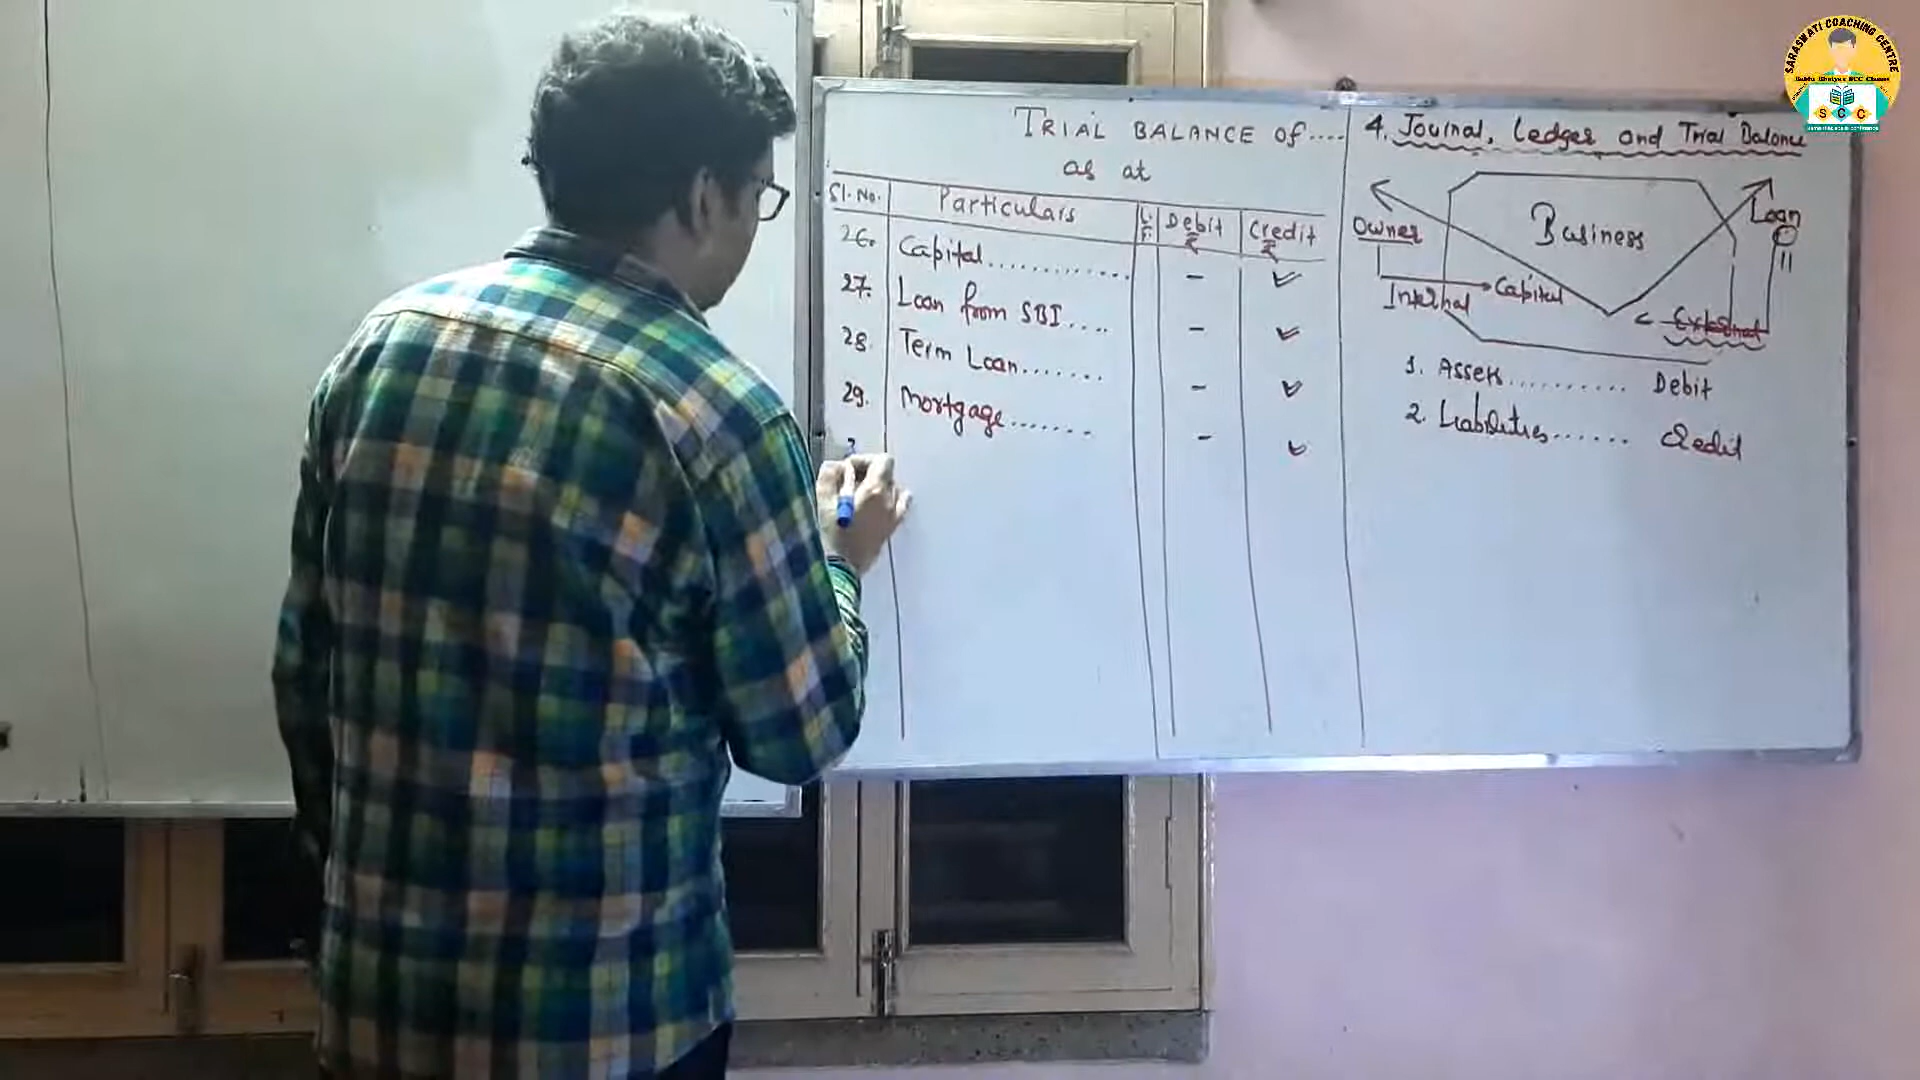 TRIAL BALANCE OF....
as at
Sl. No. Particulars L.F. Debit ₹ Credit ₹
26. Capital............. - ✓
27. Loan from SBI.... - ✓
28. Term Loan....... - ✓
29. Mortgage....... - ✓
4. Journal, Ledger and Trial Balance
Business
Loan
Owner
Internal
Capital
External
1. Assets.......... Debit
2. Liabilities...... Credit
SARASWATI COACHING CENTRE
SCC